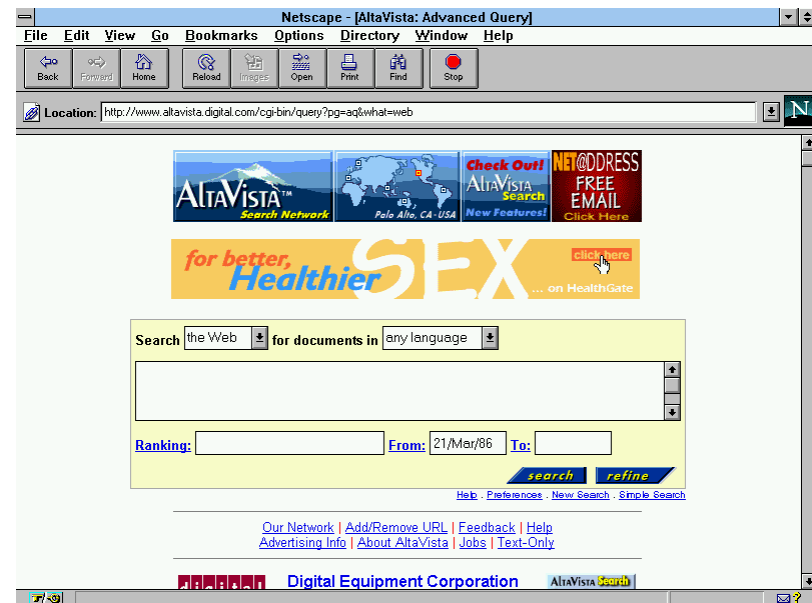 Netscape - [AltaVista: Advanced Query]
File Edit View Go Bookmarks Options Directory Window Help
Back Forward Home Reload Images Open Print Find Stop
Location: http://www.altavista.digital.com/cgi-bin/query?pg=aq&what=web N
ALTAVISTA™
Search Network
Palo Alto, CA - USA
Check Out!
ALTAVISTA
Search
New Features!
NET@DDRESS
FREE
EMAIL
Click Here
for better,
Healthier
SEX
click here
... on HealthGate
Search the Web for documents in any language
Ranking: From: 21/Mar/86 To:
search refine
Help . Preferences . New Search . Simple Search
Our Network | Add/Remove URL | Feedback | Help
Advertising Info | About AltaVista | Jobs | Text-Only
digital Digital Equipment Corporation ALTAVISTA Search